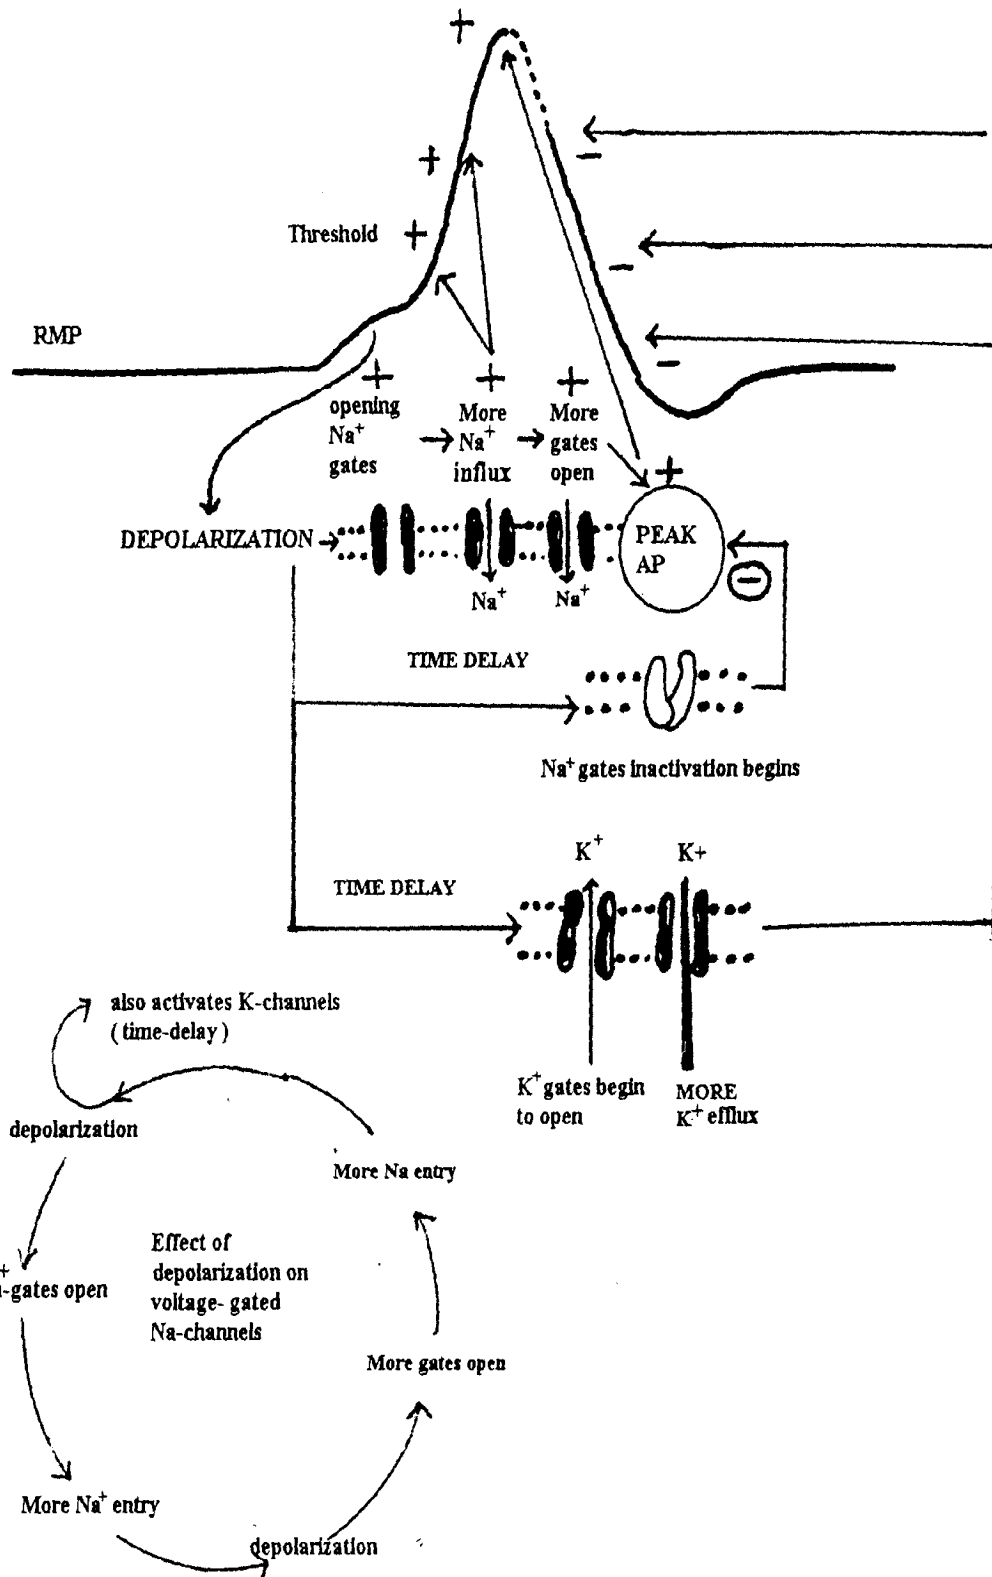 +
+
Threshold +
−
−
RMP
−
+ + +
opening More More
Na⁺ Na⁺ gates
gates influx open
+
DEPOLARIZATION
PEAK
AP
−
Na⁺ Na⁺
TIME DELAY
Na⁺ gates inactivation begins
K⁺ K+
TIME DELAY
K⁺ gates begin
to open
MORE
K⁺ efflux
also activates K-channels
( time-delay )
depolarization
More Na entry
Effect of
depolarization on
voltage- gated
Na-channels
-gates open
More gates open
More Na⁺ entry
depolarization